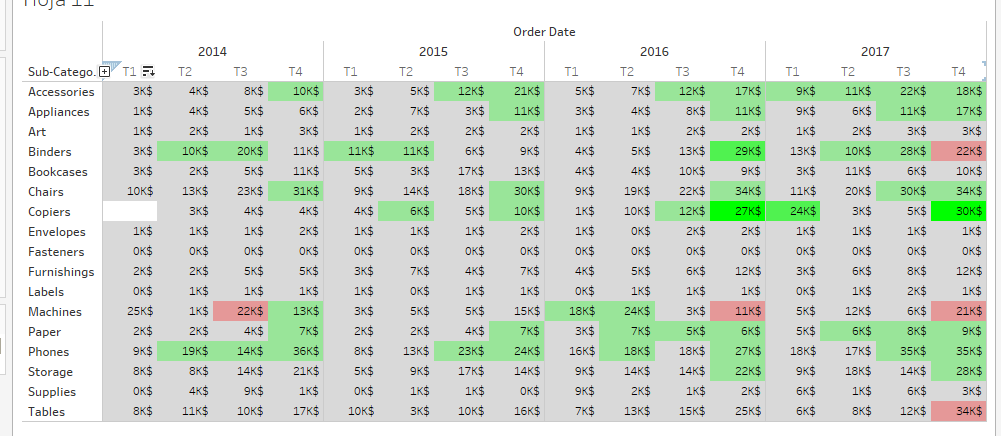 Hoja 11
Order Date
2014 2015 2016 2017
Sub-Catego. T1 T2 T3 T4 T1 T2 T3 T4 T1 T2 T3 T4 T1 T2 T3 T4
Accessories 3K$ 4K$ 8K$ 10K$ 3K$ 5K$ 12K$ 21K$ 5K$ 7K$ 12K$ 17K$ 9K$ 11K$ 22K$ 18K$
Appliances 1K$ 4K$ 5K$ 6K$ 2K$ 7K$ 3K$ 11K$ 3K$ 4K$ 8K$ 11K$ 9K$ 6K$ 11K$ 17K$
Art 1K$ 2K$ 1K$ 3K$ 1K$ 2K$ 2K$ 2K$ 1K$ 1K$ 2K$ 2K$ 1K$ 2K$ 3K$ 3K$
Binders 3K$ 10K$ 20K$ 11K$ 11K$ 11K$ 6K$ 9K$ 4K$ 5K$ 13K$ 29K$ 13K$ 10K$ 28K$ 22K$
Bookcases 3K$ 2K$ 5K$ 11K$ 5K$ 3K$ 17K$ 13K$ 4K$ 4K$ 10K$ 9K$ 3K$ 11K$ 6K$ 10K$
Chairs 10K$ 13K$ 23K$ 31K$ 9K$ 14K$ 18K$ 30K$ 9K$ 19K$ 22K$ 34K$ 11K$ 20K$ 30K$ 34K$
Copiers 3K$ 4K$ 4K$ 4K$ 6K$ 5K$ 10K$ 1K$ 10K$ 12K$ 27K$ 24K$ 3K$ 5K$ 30K$
Envelopes 1K$ 1K$ 1K$ 2K$ 1K$ 1K$ 1K$ 2K$ 1K$ 0K$ 2K$ 2K$ 1K$ 1K$ 1K$ 1K$
Fasteners 0K$ 0K$ 0K$ 0K$ 0K$ 0K$ 0K$ 0K$ 0K$ 0K$ 0K$ 0K$ 0K$ 0K$ 0K$ 0K$
Furnishings 2K$ 2K$ 5K$ 5K$ 3K$ 7K$ 4K$ 7K$ 4K$ 5K$ 6K$ 12K$ 3K$ 6K$ 8K$ 12K$
Labels 0K$ 1K$ 1K$ 1K$ 1K$ 0K$ 1K$ 1K$ 1K$ 0K$ 1K$ 1K$ 0K$ 1K$ 2K$ 1K$
Machines 25K$ 1K$ 22K$ 13K$ 3K$ 5K$ 5K$ 15K$ 18K$ 24K$ 3K$ 11K$ 5K$ 12K$ 6K$ 21K$
Paper 2K$ 2K$ 4K$ 7K$ 2K$ 2K$ 4K$ 7K$ 3K$ 7K$ 5K$ 6K$ 5K$ 6K$ 8K$ 9K$
Phones 9K$ 19K$ 14K$ 36K$ 8K$ 13K$ 23K$ 24K$ 16K$ 18K$ 18K$ 27K$ 18K$ 17K$ 35K$ 35K$
Storage 8K$ 8K$ 14K$ 21K$ 5K$ 9K$ 17K$ 14K$ 9K$ 14K$ 14K$ 22K$ 9K$ 18K$ 14K$ 28K$
Supplies 0K$ 4K$ 9K$ 1K$ 0K$ 1K$ 1K$ 0K$ 9K$ 2K$ 1K$ 2K$ 6K$ 1K$ 6K$ 3K$
Tables 8K$ 11K$ 10K$ 17K$ 10K$ 3K$ 10K$ 16K$ 7K$ 13K$ 15K$ 25K$ 6K$ 8K$ 12K$ 34K$